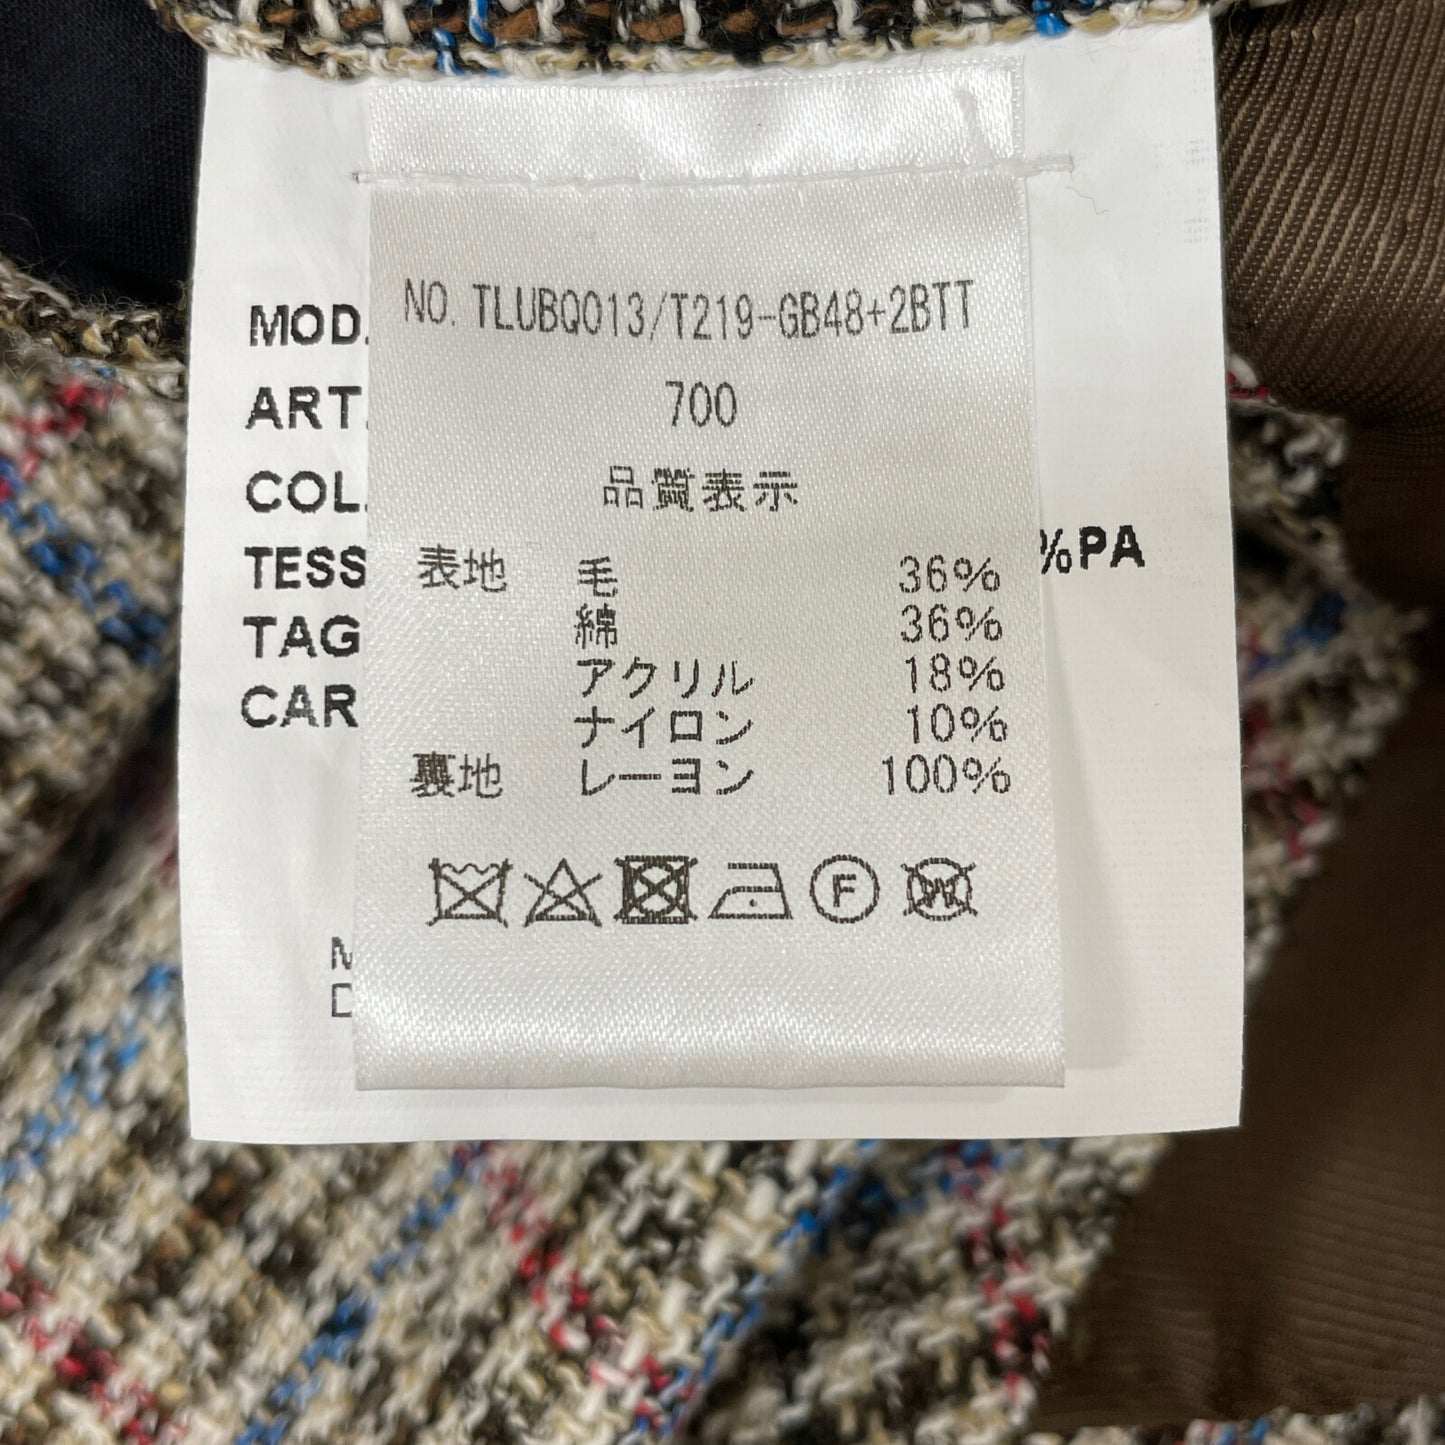 NO. TLUBQ013/T219-GB48+2BTT
700
品質表示
表地 毛 36%
綿 36%
アクリル 18%
ナイロン 10%
裏地 レーヨン 100%
F
W
MOD.
ART.
COL.
TESS
%PA
TAG
CAR
M
D